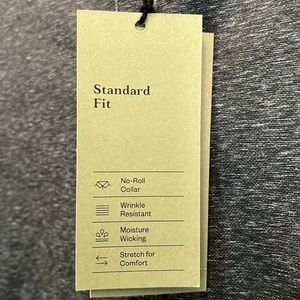 Standard
Fit
No-Roll
Collar
Wrinkle
Resistant
Moisture
Wicking
Stretch for
Comfort